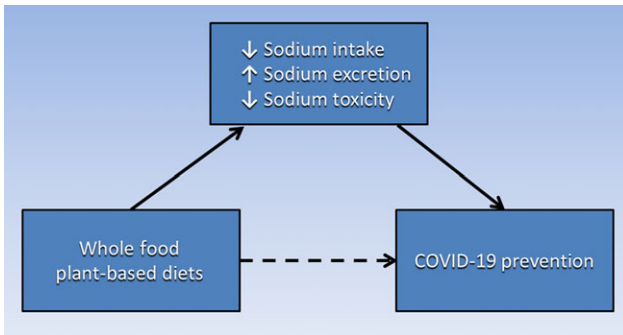 ↓ Sodium intake
↑ Sodium excretion
↓ Sodium toxicity
Whole food
plant-based diets
COVID-19 prevention